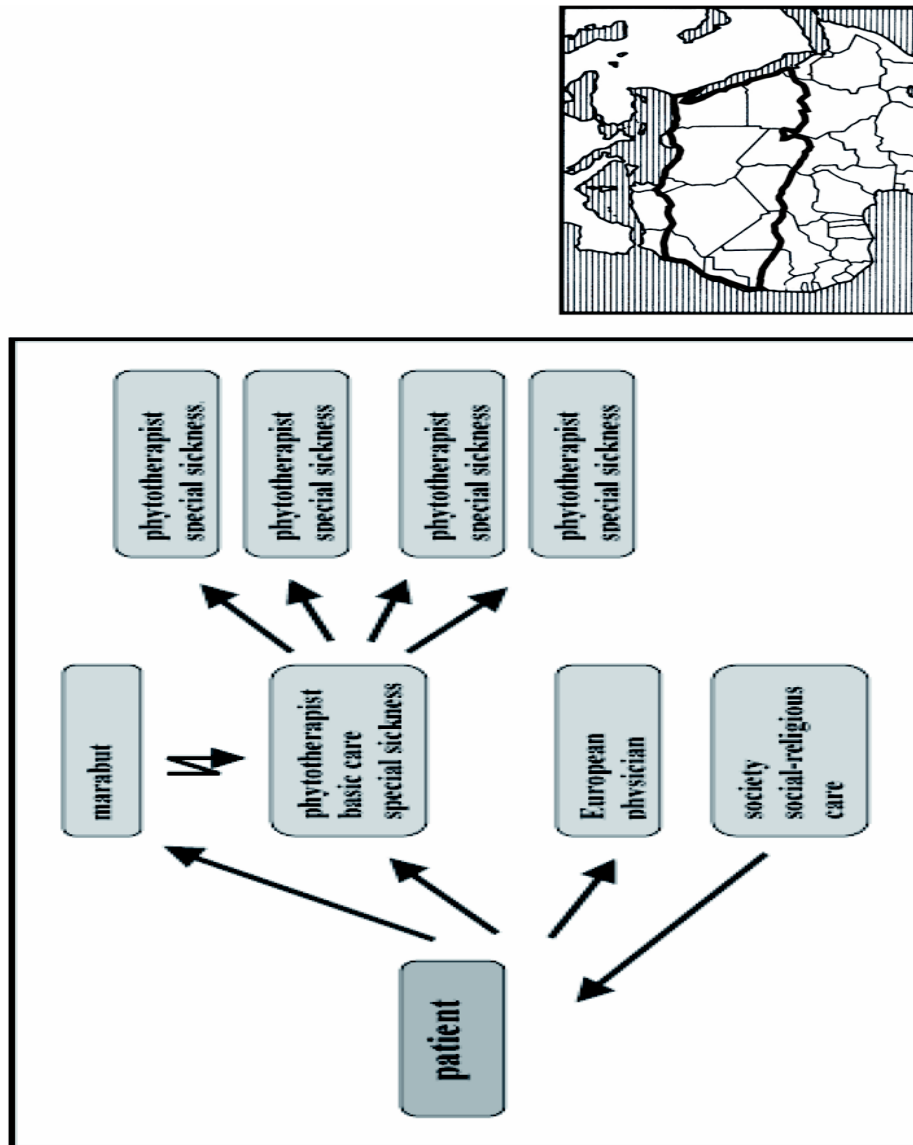 phytotherapist
special sickness
phytotherapist
special sickness
phytotherapist
special sickness
phytotherapist
special sickness
marabut
phytotherapist
basic care
special sickness
European
physician
society
social-religious
care
patient